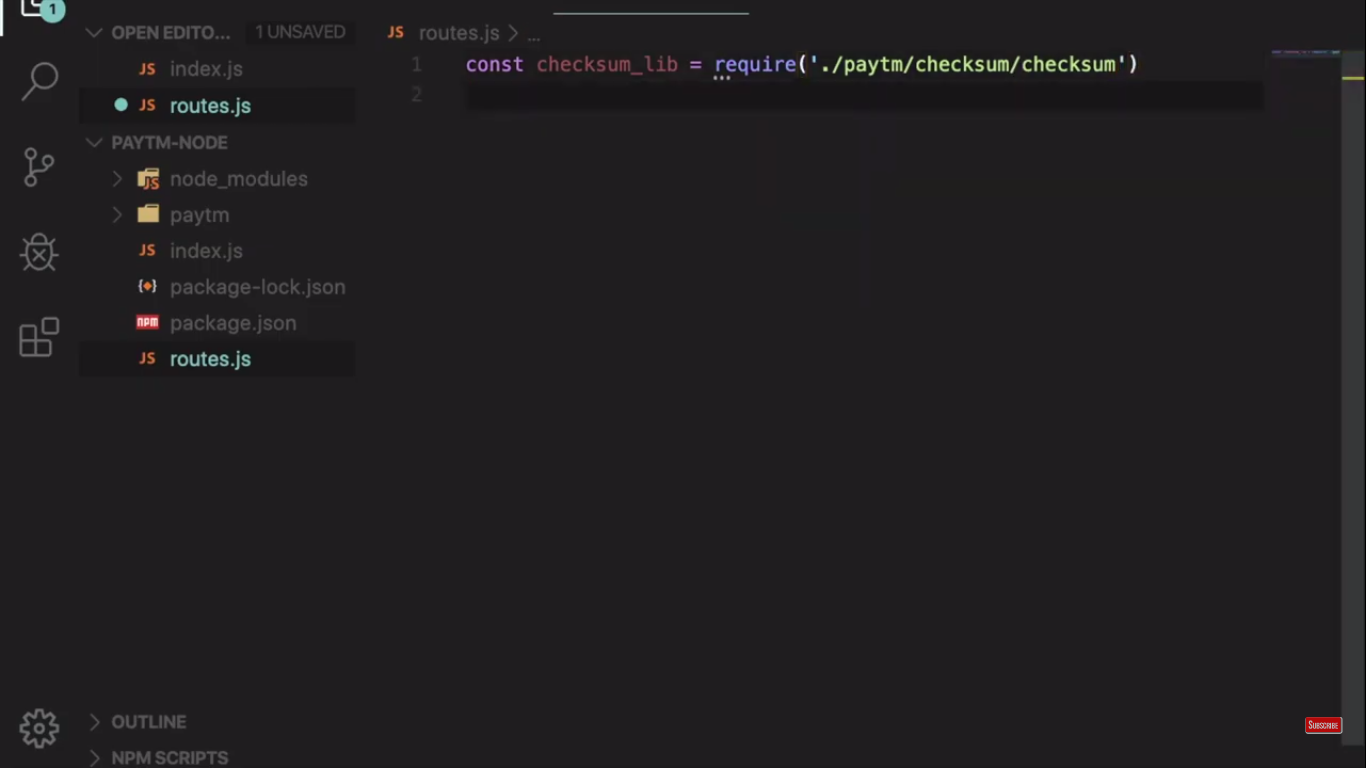 1
OPEN EDITO... 1 UNSAVED
JS index.js
JS routes.js
PAYTM-NODE
JS node_modules
paytm
JS index.js
package-lock.json
npm package.json
JS routes.js
OUTLINE
NPM SCRIPTS
JS routes.js > ...
1 const checksum_lib = require('./paytm/checksum/checksum')
2
SUBSCRIBE